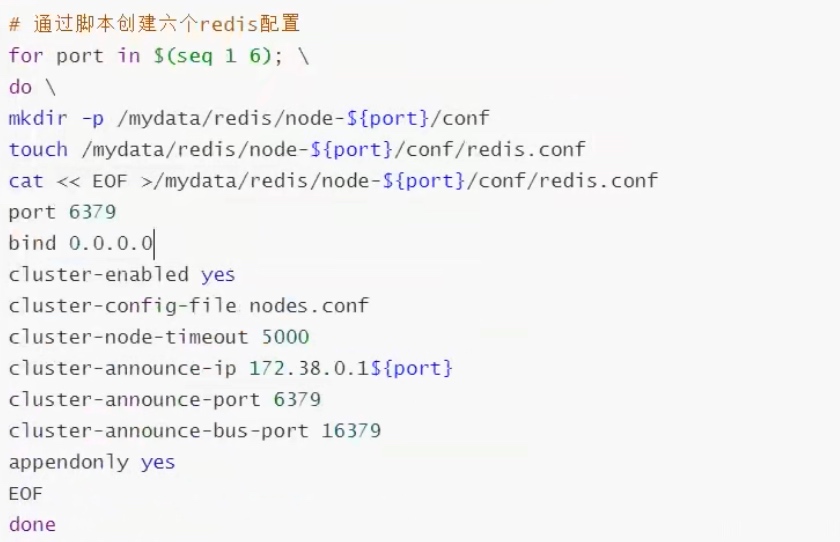 # 通过脚本创建六个redis配置
for port in $(seq 1 6); \
do \
mkdir -p /mydata/redis/node-${port}/conf
touch /mydata/redis/node-${port}/conf/redis.conf
cat << EOF >/mydata/redis/node-${port}/conf/redis.conf
port 6379
bind 0.0.0.0
cluster-enabled yes
cluster-config-file nodes.conf
cluster-node-timeout 5000
cluster-announce-ip 172.38.0.1${port}
cluster-announce-port 6379
cluster-announce-bus-port 16379
appendonly yes
EOF
done